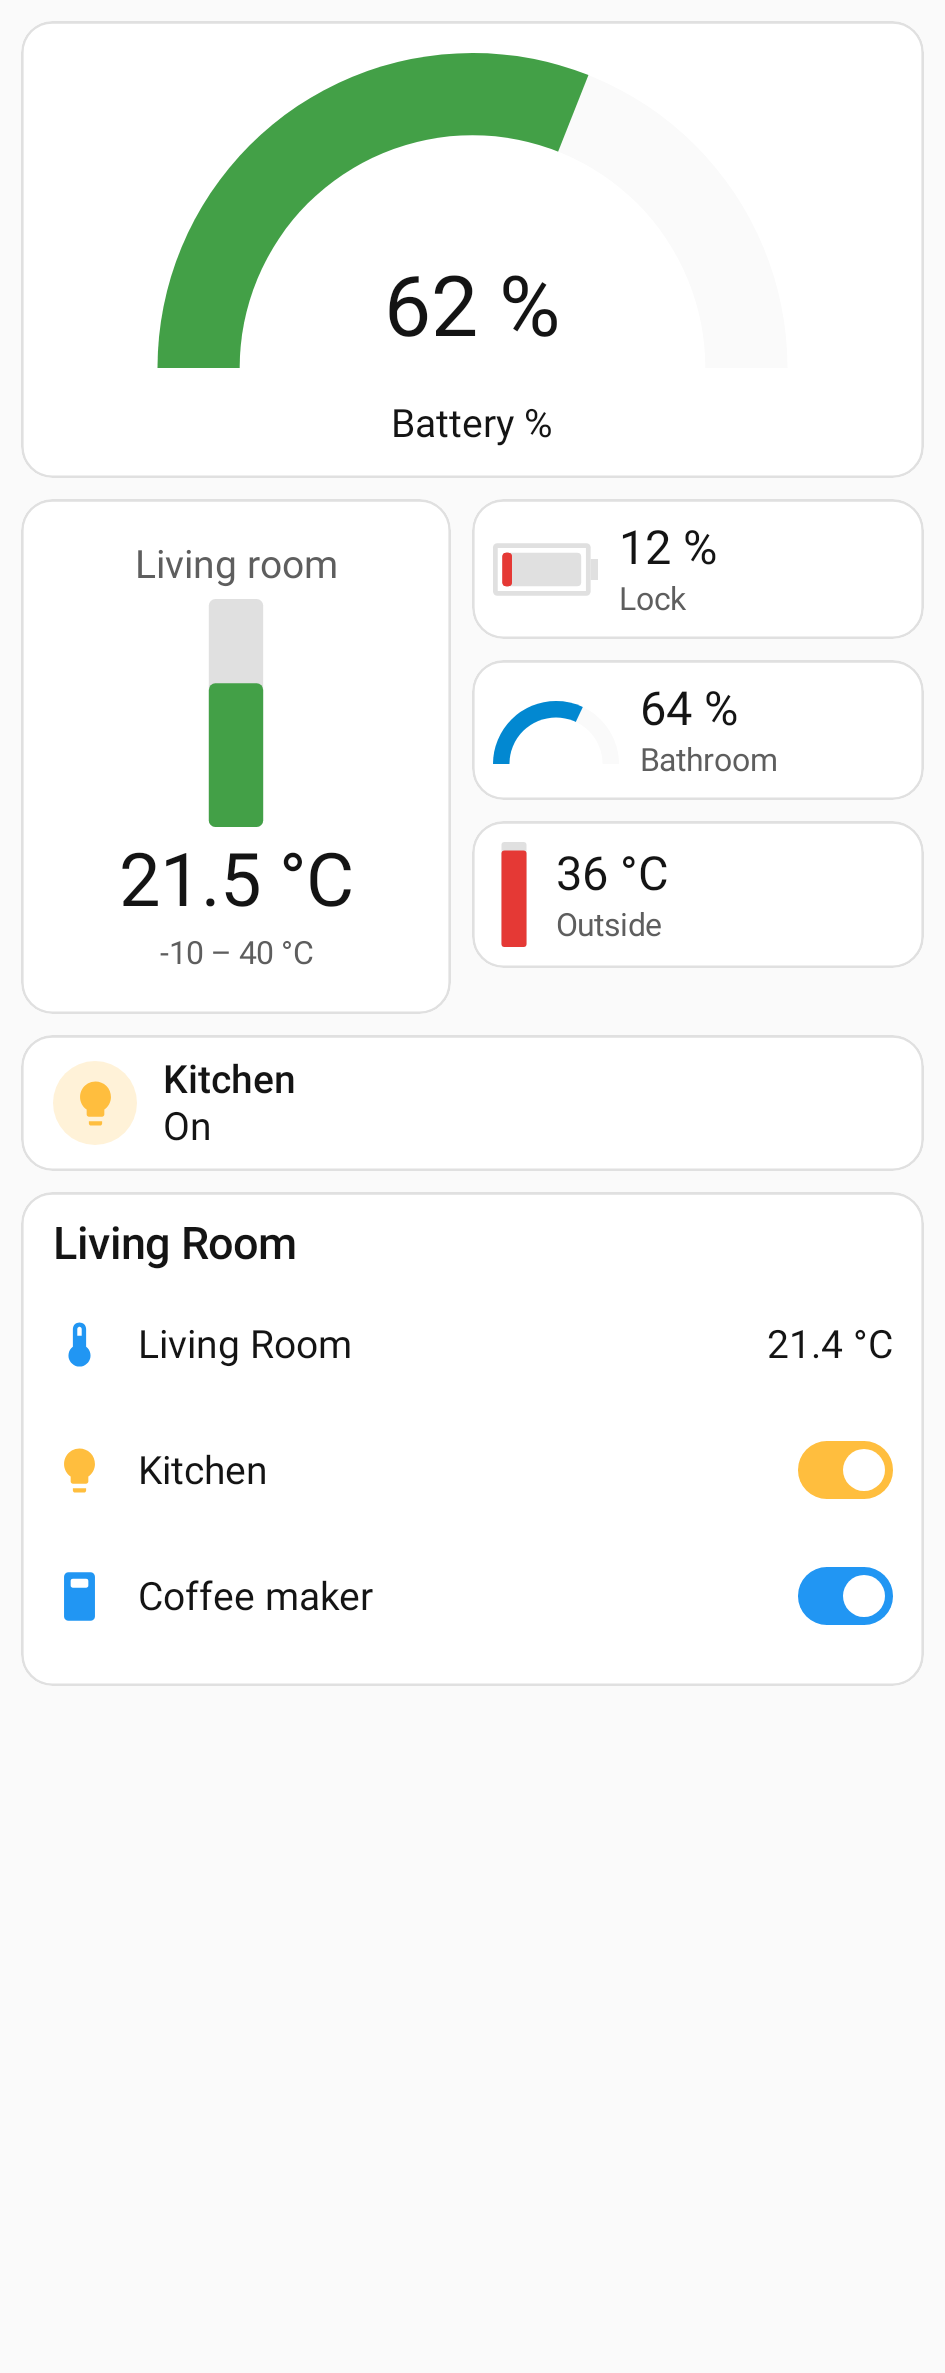 62 %
Battery %
Living room
21.5 °C
-10 – 40 °C
12 %
Lock
64 %
Bathroom
36 °C
Outside
Kitchen
On
Living Room
Living Room 21.4 °C
Kitchen
Coffee maker